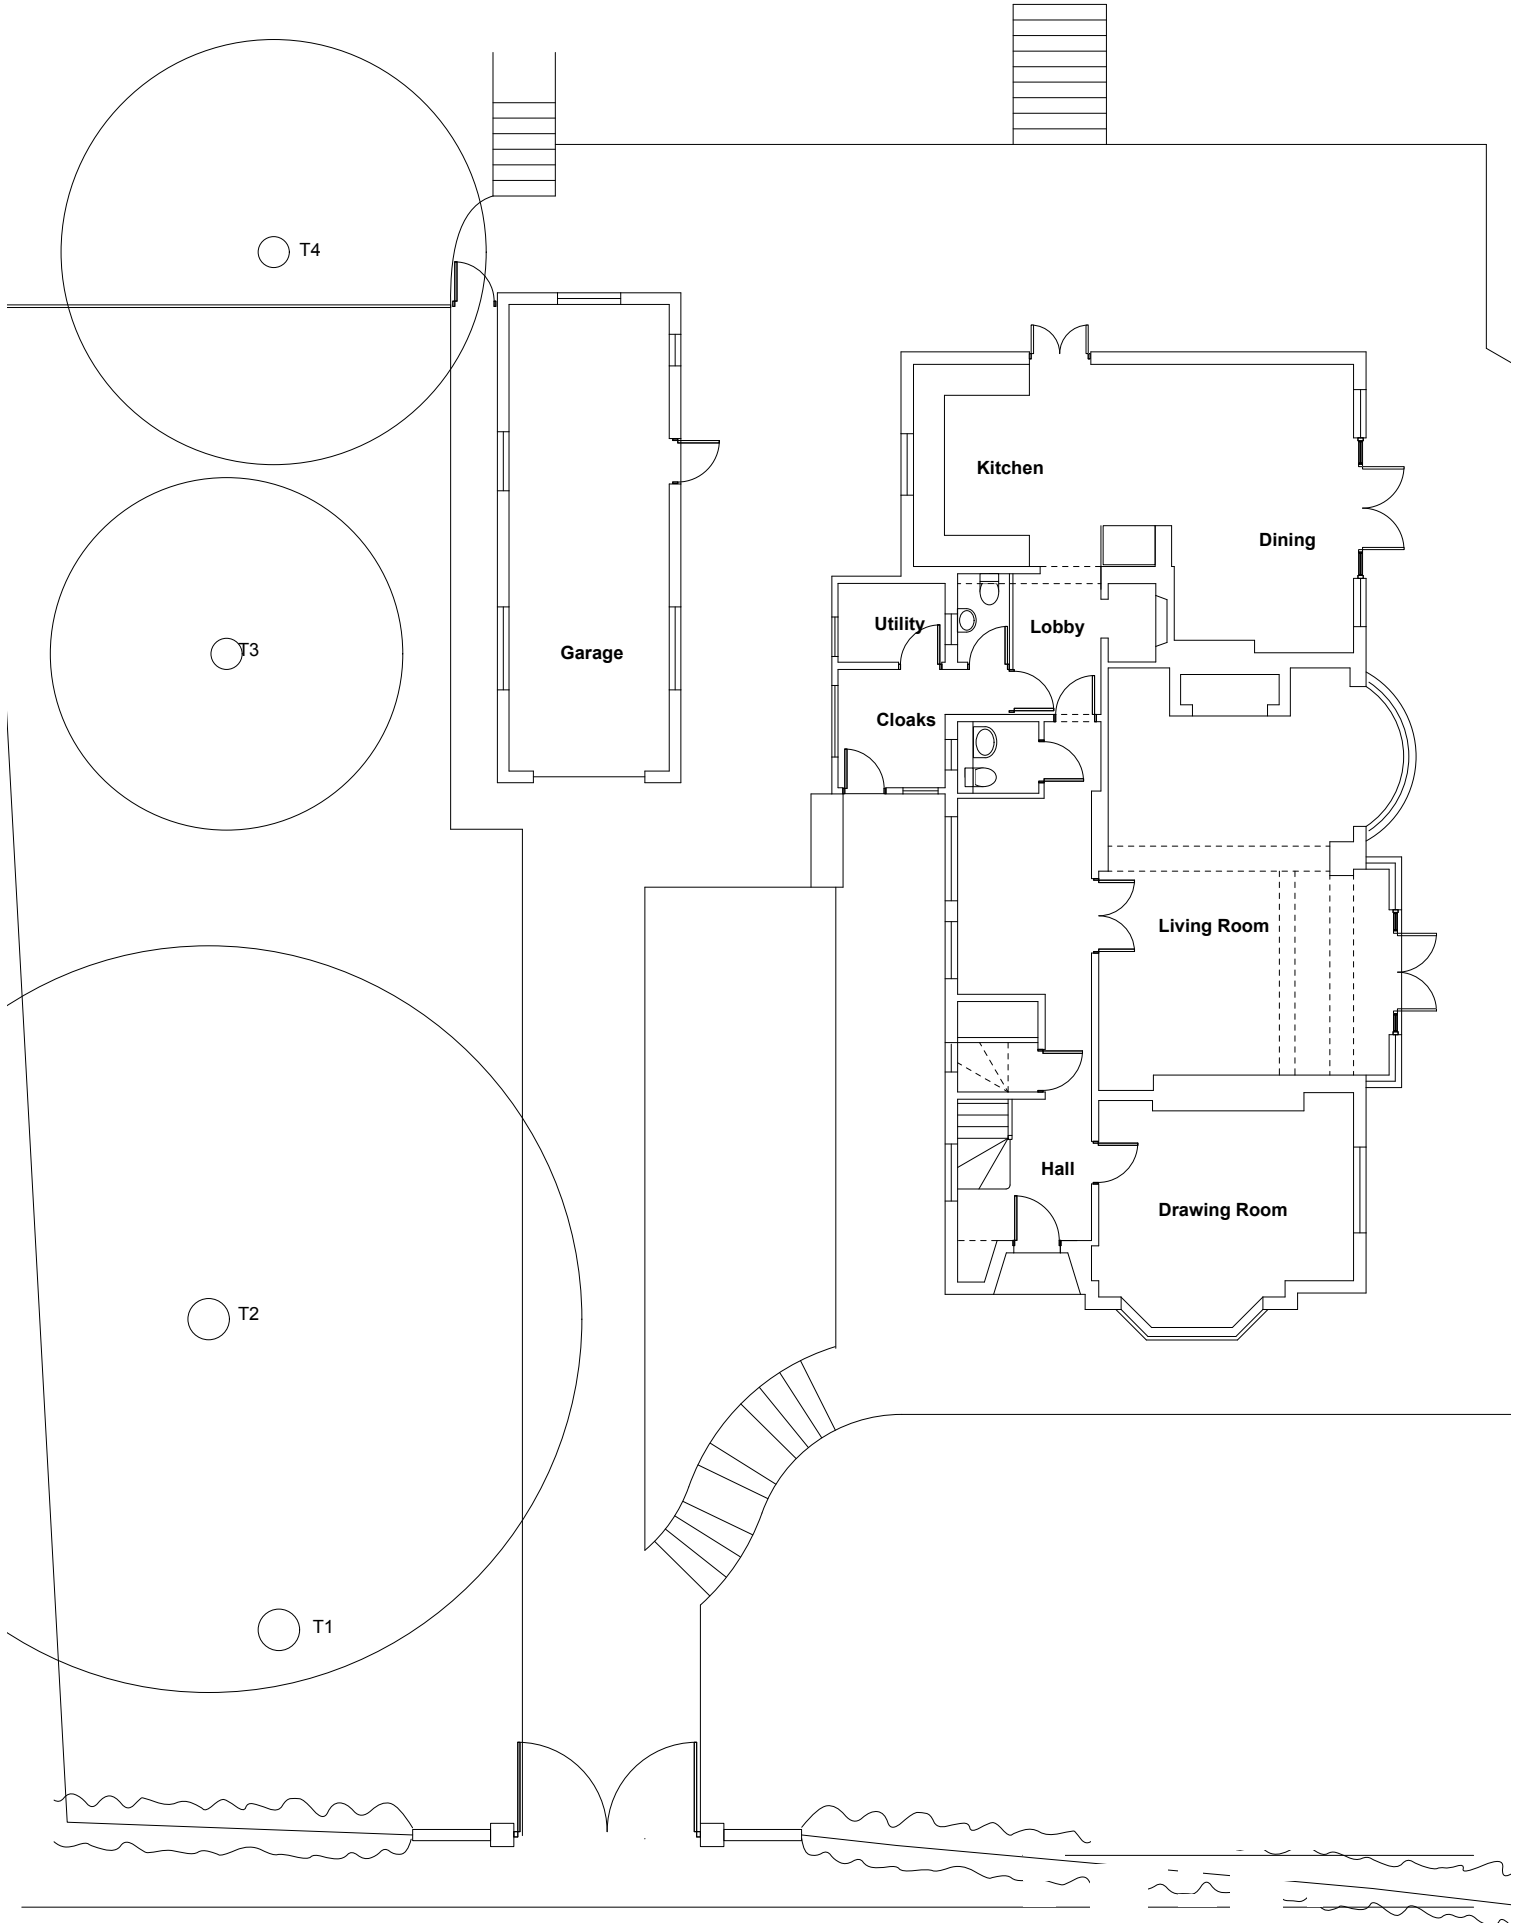 T4
Kitchen
Dining
Utility
Lobby
T3
Garage
Cloaks
Living Room
Hall
Drawing Room
T2
T1